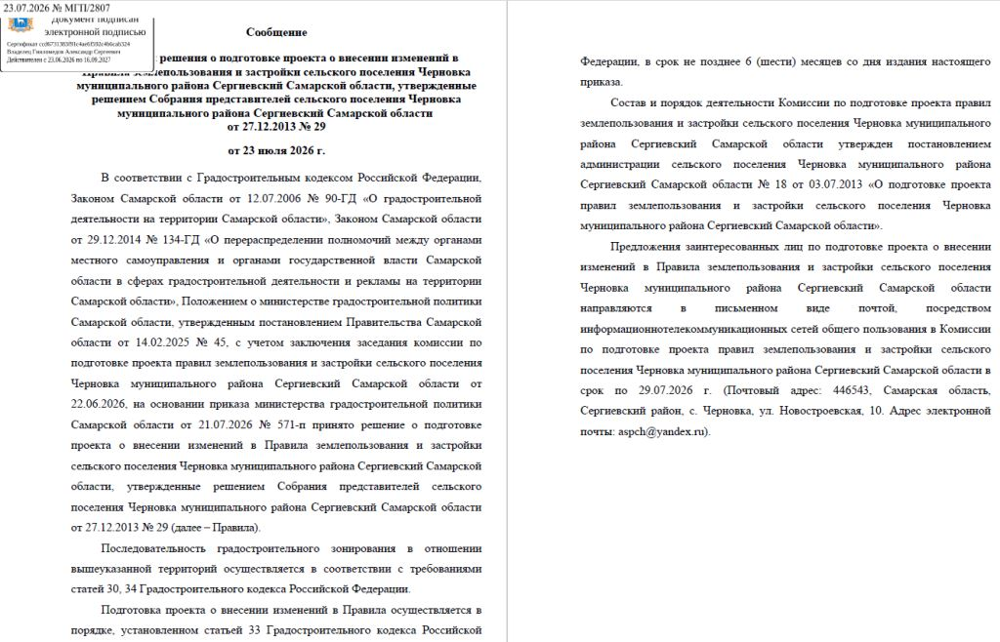 23.07.2026 № МГП/2807
Документ подписан
электронной подписью
Владелец Гниломедов Александр Сергеевич
Действителен с 23.06.2026 по 16.09.2027
Сообщение
решения о подготовке проекта о внесении изменений в
Правила землепользования и застройки сельского поселения Черновка
муниципального района Сергиевский Самарской области, утвержденные
решением Собрания представителей сельского поселения Черновка
муниципального района Сергиевский Самарской области
от 27.12.2013 № 29
от 23 июля 2026 г.
В соответствии с Градостроительным кодексом Российской Федерации,
Законом Самарской области от 12.07.2006 № 90-ГД «О градостроительной
деятельности на территории Самарской области», Законом Самарской области
от 29.12.2014 № 134-ГД «О перераспределении полномочий между органами
местного самоуправления и органами государственной власти Самарской
области в сферах градостроительной деятельности и рекламы на территории
Самарской области», Положением о министерстве градостроительной политики
Самарской области, утвержденным постановлением Правительства Самарской
области от 14.02.2025 № 45, с учетом заключения заседания комиссии по
подготовке проекта правил землепользования и застройки сельского поселения
Черновка муниципального района Сергиевский Самарской области от
22.06.2026, на основании приказа министерства градостроительной политики
Самарской области от 21.07.2026 № 571-п принято решение о подготовке
проекта о внесении изменений в Правила землепользования и застройки
сельского поселения Черновка муниципального района Сергиевский Самарской
области, утвержденные решением Собрания представителей сельского
поселения Черновка муниципального района Сергиевский Самарской области
от 27.12.2013 № 29 (далее – Правила).
Последовательность градостроительного зонирования в отношении
вышеуказанной территорий осуществляется в соответствии с требованиями
статей 30, 34 Градостроительного кодекса Российской Федерации.
Подготовка проекта о внесении изменений в Правила осуществляется в
порядке, установленном статьей 33 Градостроительного кодекса Российской
Федерации, в срок не позднее 6 (шести) месяцев со дня издания настоящего
приказа.
Состав и порядок деятельности Комиссии по подготовке проекта правил
землепользования и застройки сельского поселения Черновка муниципального
района Сергиевский Самарской области утвержден постановлением
администрации сельского поселения Черновка муниципального района
Сергиевский Самарской области № 18 от 03.07.2013 «О подготовке проекта
правил землепользования и застройки сельского поселения Черновка
муниципального района Сергиевский Самарской области».
Предложения заинтересованных лиц по подготовке проекта о внесении
изменений в Правила землепользования и застройки сельского поселения
Черновка муниципального района Сергиевский Самарской области
направляются в письменном виде почтой, посредством
информационнотелекоммуникационных сетей общего пользования в Комиссии
по подготовке проекта правил землепользования и застройки сельского
поселения Черновка муниципального района Сергиевский Самарской области в
срок по 29.07.2026 г. (Почтовый адрес: 446543, Самарская область,
Сергиевский район, с. Черновка, ул. Новостроевская, 10. Адрес электронной
почты: aspch@yandex.ru).